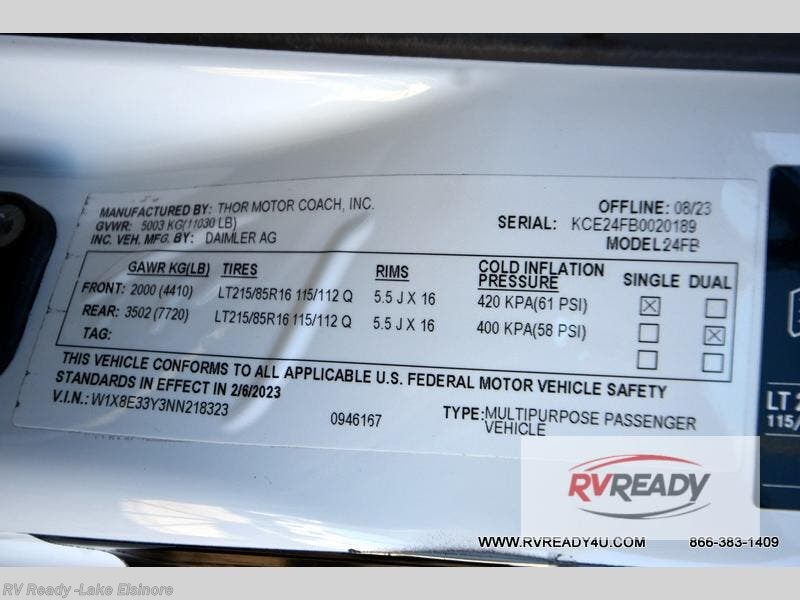 MANUFACTURED BY: THOR MOTOR COACH, INC.
OFFLINE: 08/23
GVWR: 5003 KG(11030 LB)
SERIAL: KCE24FB0020189
INC. VEH. MFG. BY: DAIMLER AG
MODEL 24FB
GAWR KG(LB) TIRES RIMS COLD INFLATION PRESSURE SINGLE DUAL
FRONT: 2000 (4410) LT215/85R16 115/112 Q 5.5 J X 16 420 KPA(61 PSI)
REAR: 3502 (7720) LT215/85R16 115/112 Q 5.5 J X 16 400 KPA(58 PSI)
TAG:
THIS VEHICLE CONFORMS TO ALL APPLICABLE U.S. FEDERAL MOTOR VEHICLE SAFETY
STANDARDS IN EFFECT IN 2/6/2023
V.I.N.: W1X8E33Y3NN218323
0946167
TYPE: MULTIPURPOSE PASSENGER
VEHICLE
LT
115/
RVREADY
WWW.RVREADY4U.COM 866-383-1409
RV Ready -Lake Elsinore